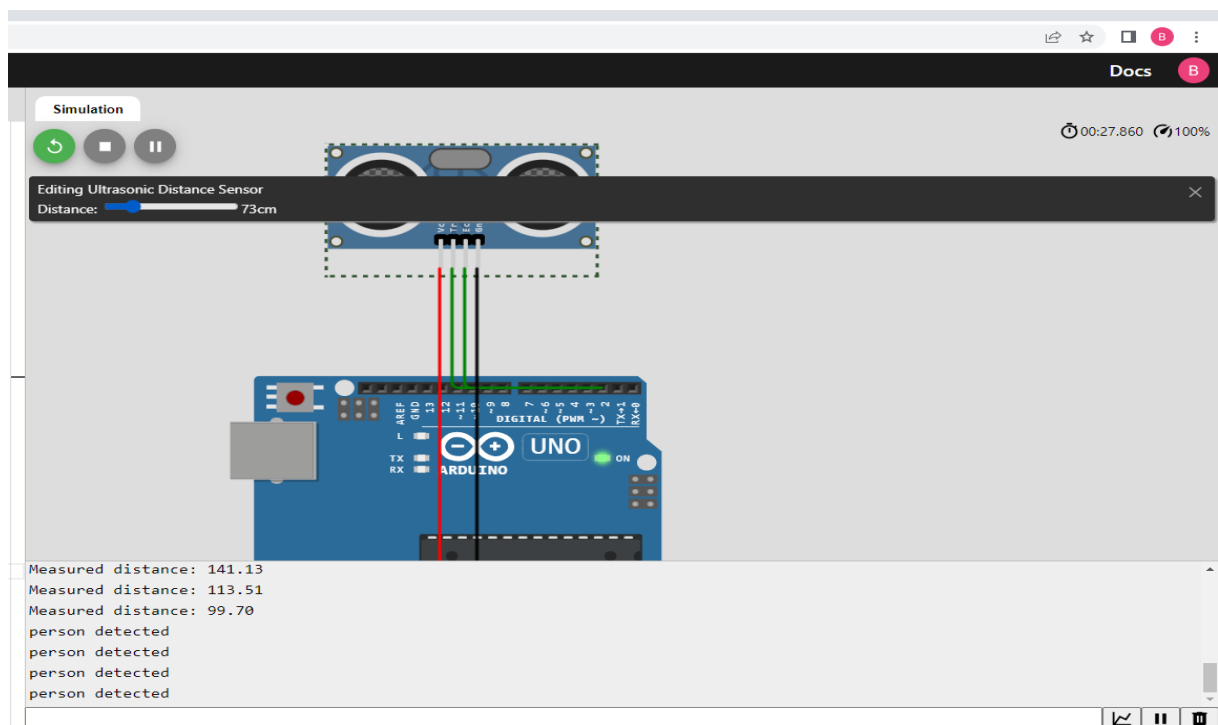 B
Docs
B
Simulation
00:27.860
100%
Editing Ultrasonic Distance Sensor
Distance:
73cm
AREF
GND
13
12
~11
~10
~9
8
7
~6
~5
4
~3
2
TX→1
RX←0
DIGITAL (PWM ~)
L
TX
RX
UNO
ON
ARDUINO
Measured distance: 141.13
Measured distance: 113.51
Measured distance: 99.70
person detected
person detected
person detected
person detected